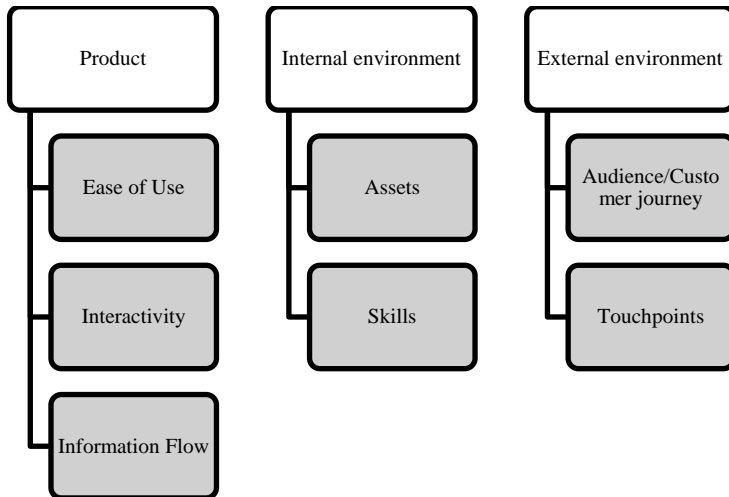 Product
Ease of Use
Interactivity
Information Flow
Internal environment
Assets
Skills
External environment
Audience/Custo
mer journey
Touchpoints